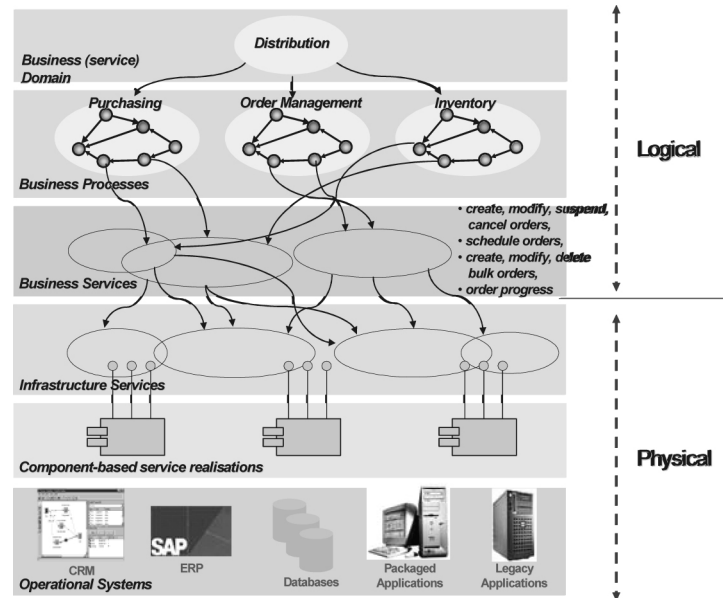 Distribution
Business (service)
Domain
Purchasing
Order Management
Inventory
Logical
Business Processes
• create, modify, suspend,
cancel orders,
• schedule orders,
• create, modify, delete
bulk orders,
• order progress
Business Services
Infrastructure Services
Component-based service realisations
Physical
SAP
CRM
ERP
Databases
Packaged
Applications
Legacy
Applications
Operational Systems